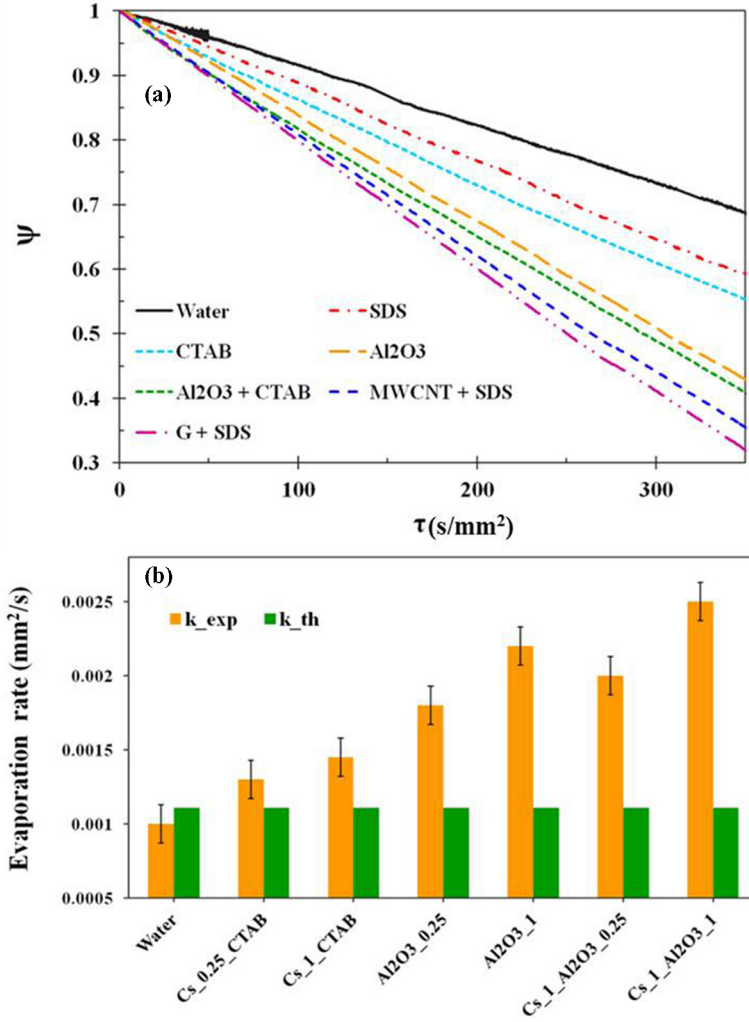 1
(a)
0.9
0.8
0.7
Ψ
0.6
Water SDS
0.5
CTAB Al2O3
0.4
Al2O3 + CTAB MWCNT + SDS
G + SDS
0.3
0 100 200 300
τ (s/mm²)
(b)
0.0025
k_exp k_th
0.002
0.0015
0.001
0.0005
Evaporation rate (mm²/s)
Water Cs_0.25_CTAB Cs_1_CTAB Al2O3_0.25 Al2O3_1 Cs_1_Al2O3_0.25 Cs_1_Al2O3_1